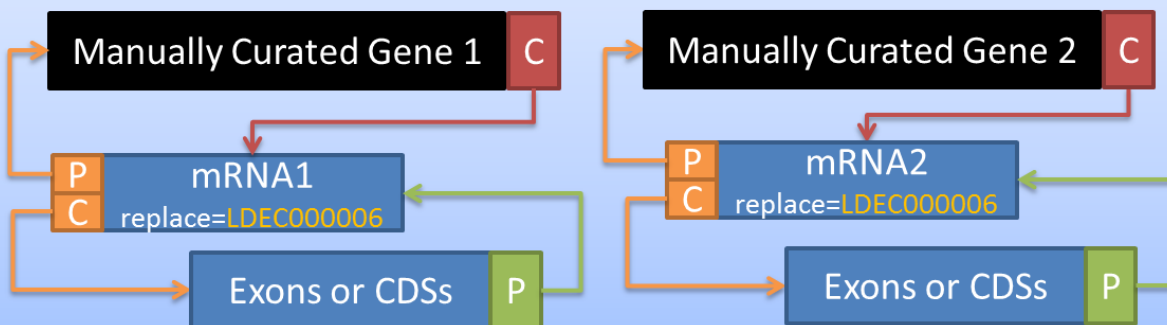 Manually Curated Gene 1 C
P mRNA1
C replace=LDEC000006
Exons or CDSs P
Manually Curated Gene 2 C
P mRNA2
C replace=LDEC000006
Exons or CDSs P